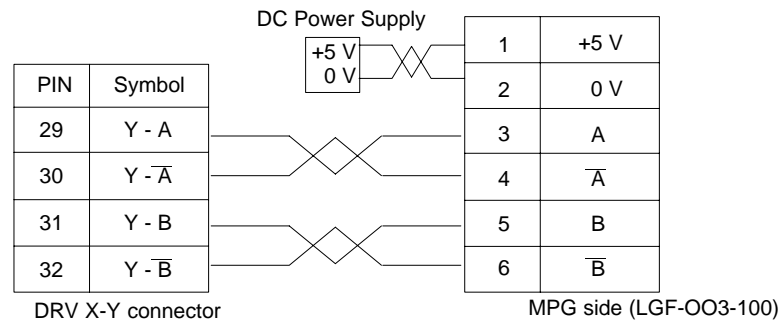 DC Power Supply
+5 V
0 V
PIN Symbol
29 Y - A
30 Y - A̅
31 Y - B
32 Y - B̅
DRV X-Y connector
1 +5 V
2 0 V
3 A
4 A̅
5 B
6 B̅
MPG side (LGF-OO3-100)